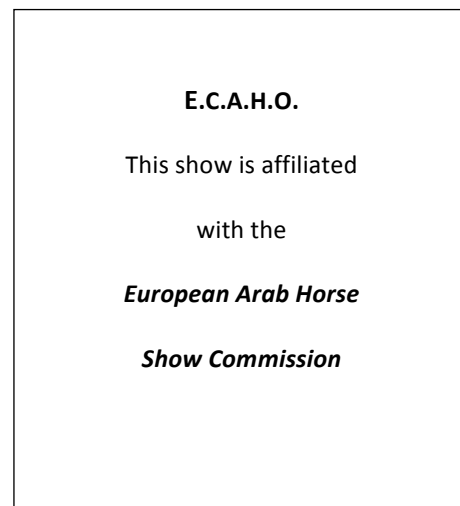 E.C.A.H.O.
This show is affiliated
with the
European Arab Horse
Show Commission